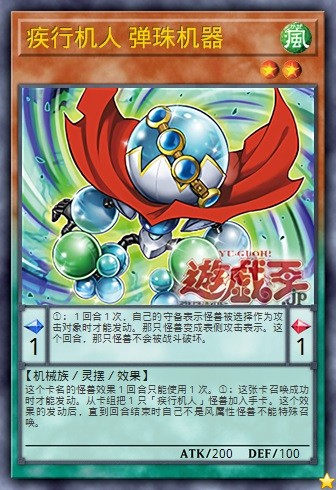 疾行机人 弹珠机器
風
YU-GI-OH!
遊戯王
.JP
①：1回合1次，自己的守备表示怪兽被选择作为攻
击对象时才能发动。那只怪兽变成表侧攻击表示。这
个回合，那只怪兽不会被战斗破坏。
1
1
【机械族／灵摆／效果】
这个卡名的怪兽效果1回合只能使用1次。①：这张卡召唤成功
时才能发动。从卡组把1只「疾行机人」怪兽加入手卡。这个效果
的发动后，直到回合结束时自己不是风属性怪兽不能特殊召
唤。
ATK/200
DEF/100